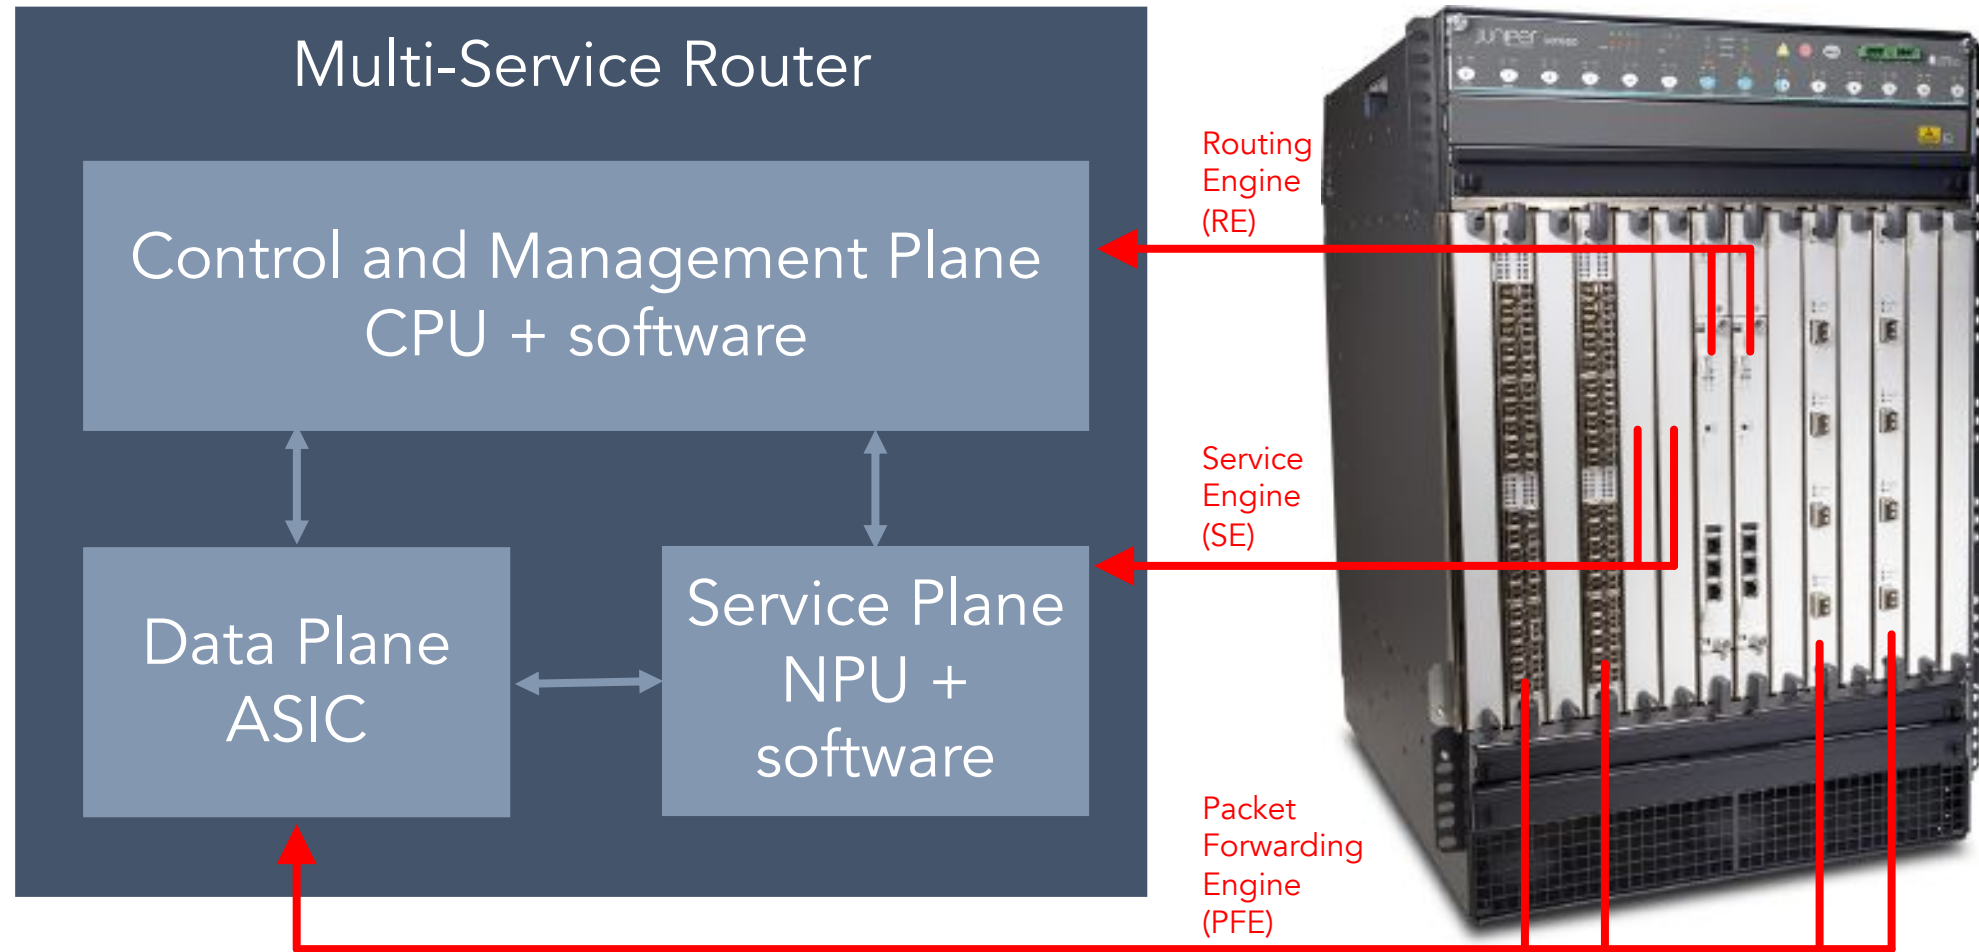 Multi-Service Router
Control and Management Plane
CPU + software
Data Plane
ASIC
Service Plane
NPU +
software
Routing
Engine
(RE)
Service
Engine
(SE)
Packet
Forwarding
Engine
(PFE)
JUNIPer